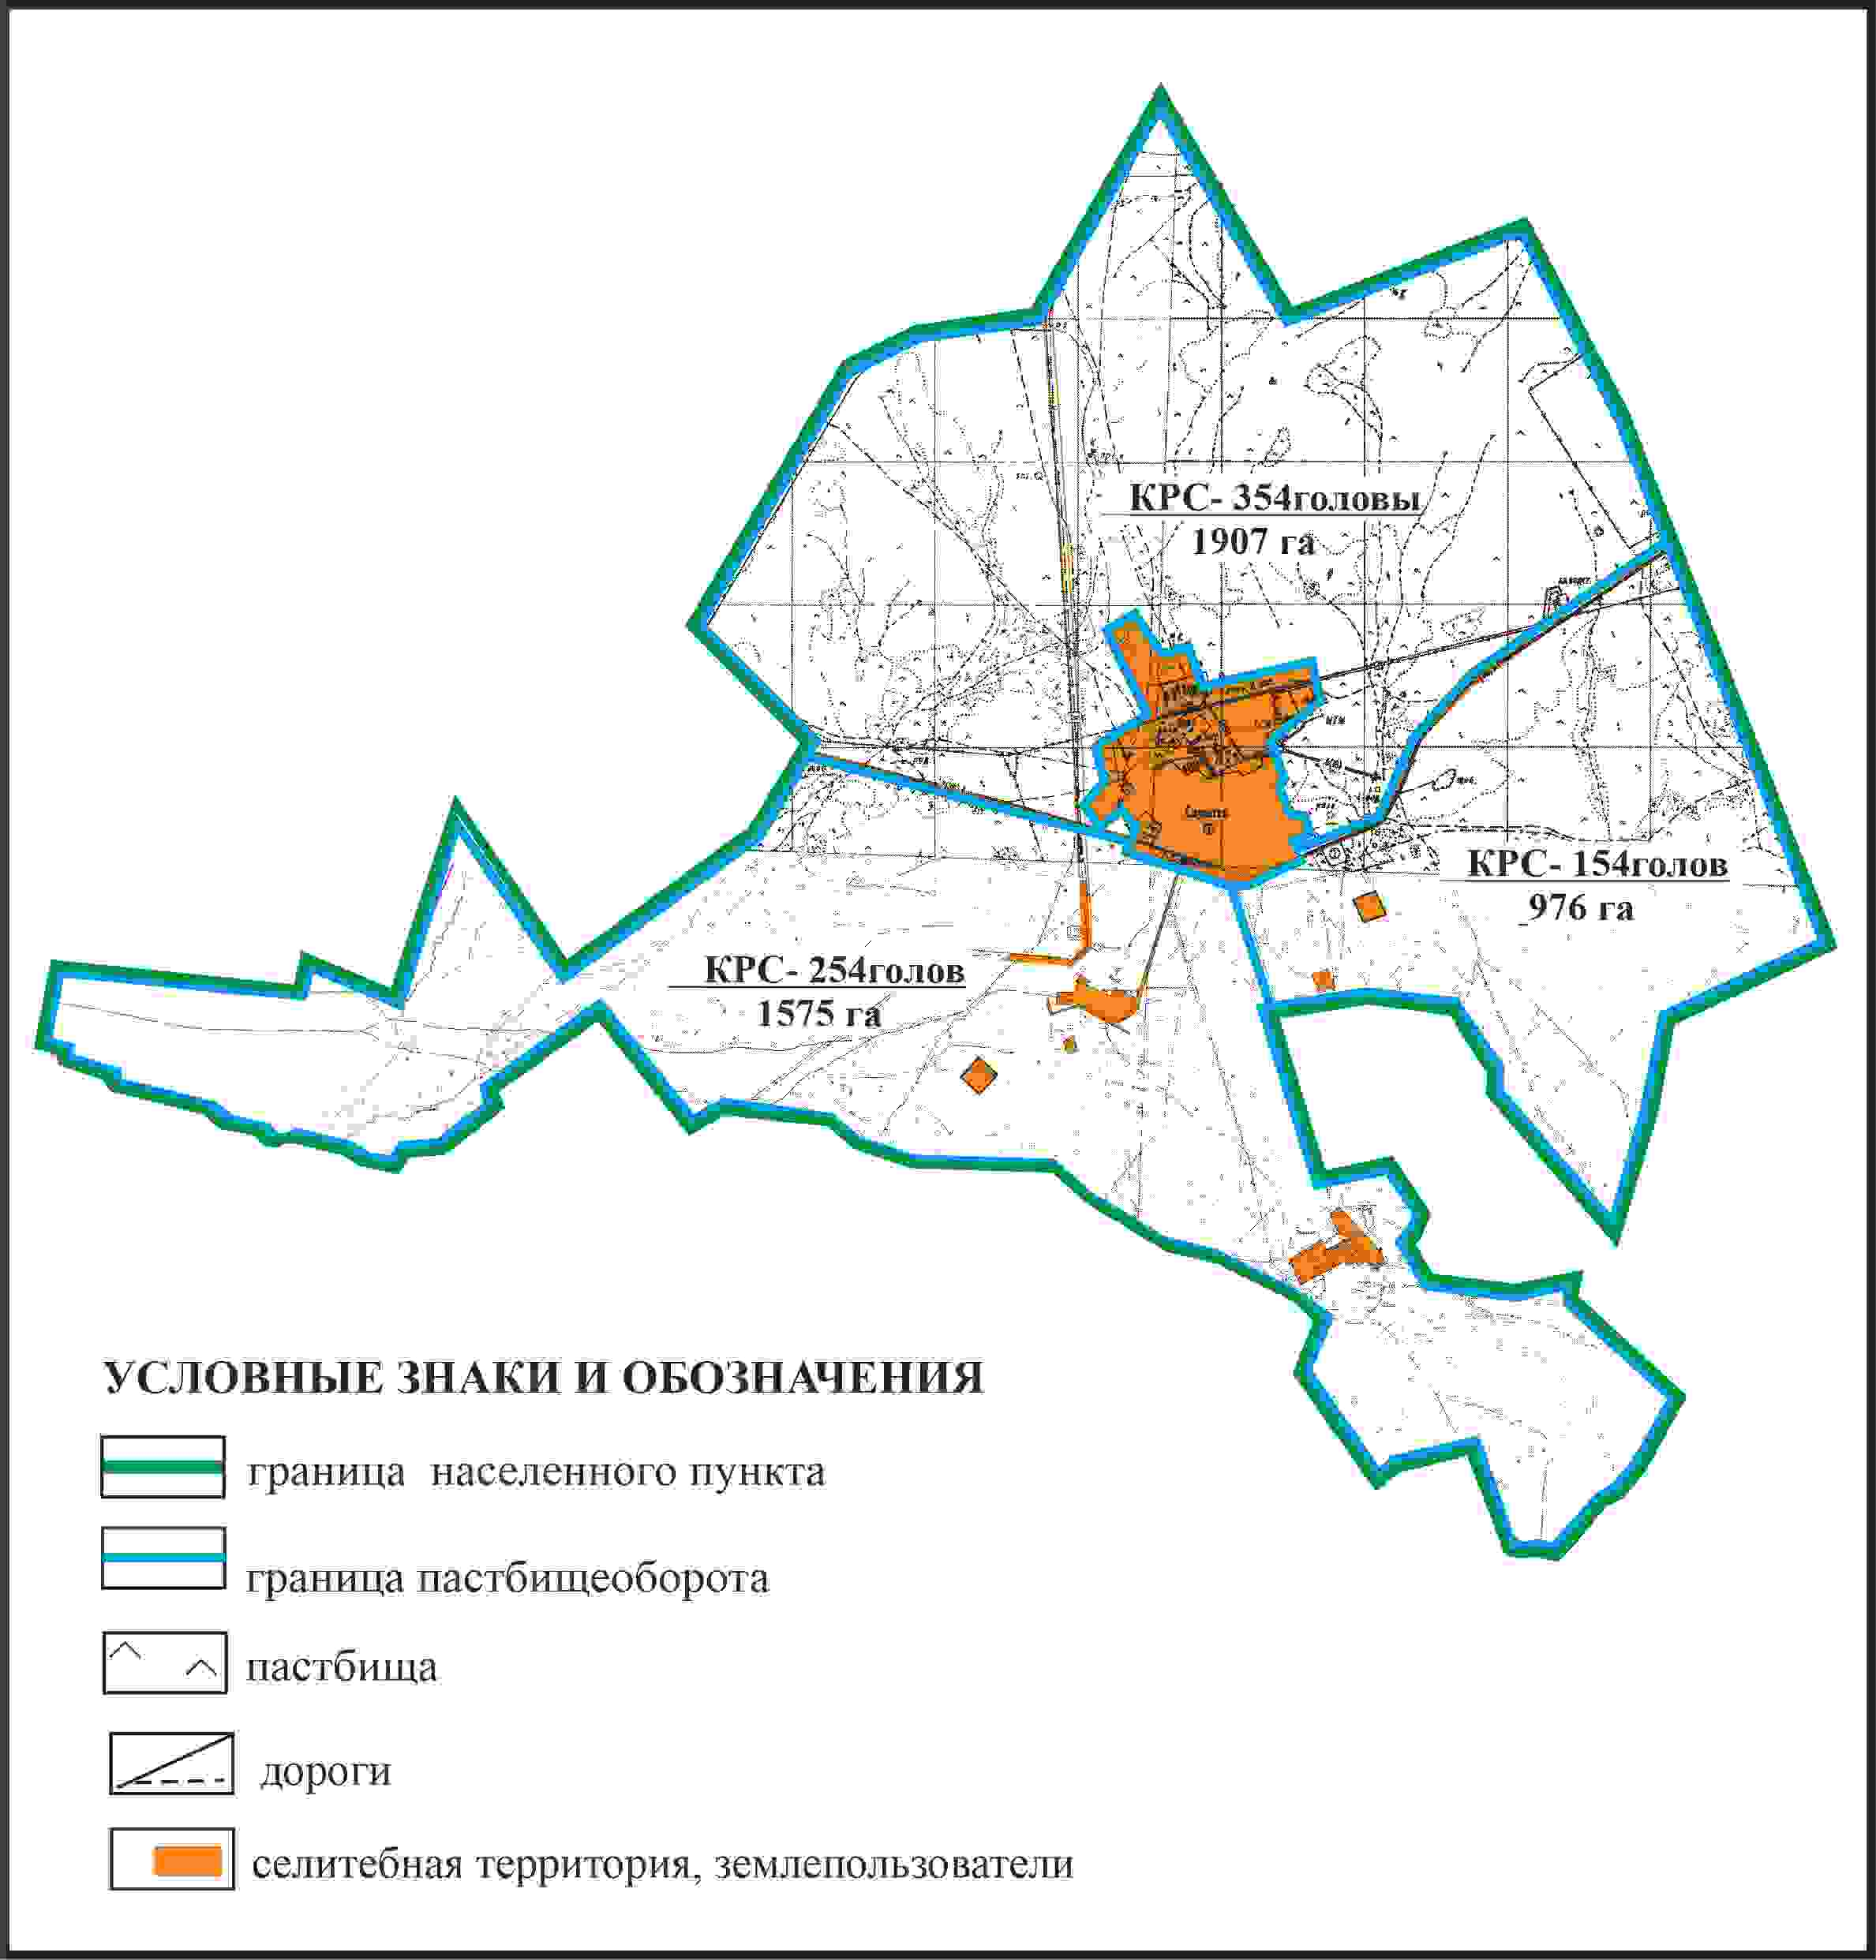 КРС- 354головы
1907 га
КРС- 154голов
976 га
КРС- 254голов
1575 га
УСЛОВНЫЕ ЗНАКИ И ОБОЗНАЧЕНИЯ
граница населенного пункта
граница пастбищеоборота
пастбища
дороги
селитебная территория, землепользователи